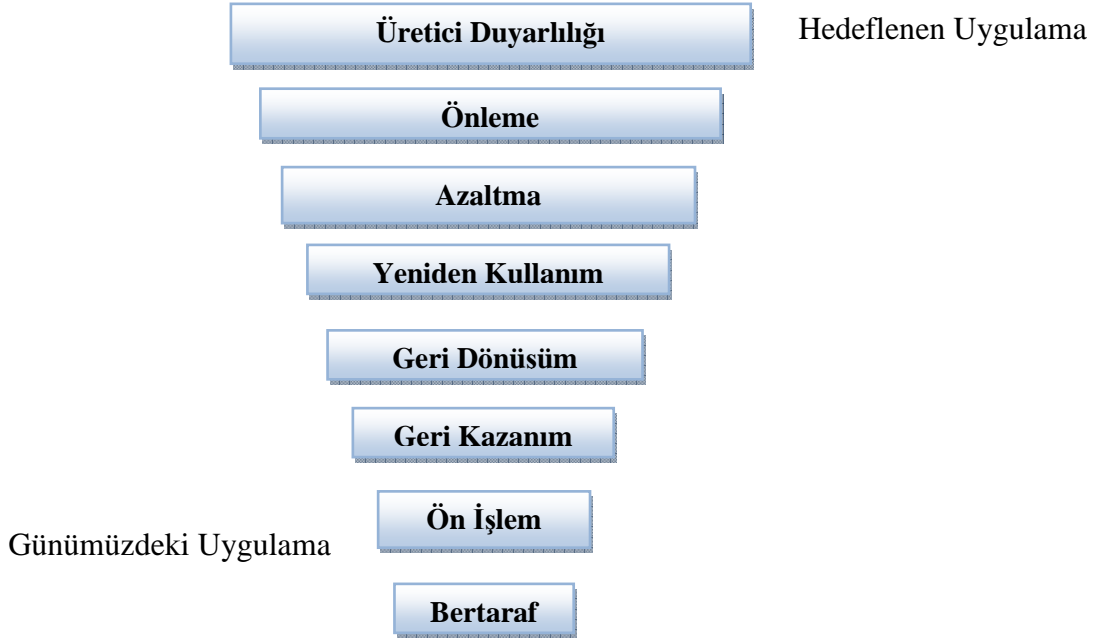 Üretici Duyarlılığı
Hedeflenen Uygulama
Önleme
Azaltma
Yeniden Kullanım
Geri Dönüsüm
Geri Kazanım
Ön İşlem
Günümüzdeki Uygulama
Bertaraf